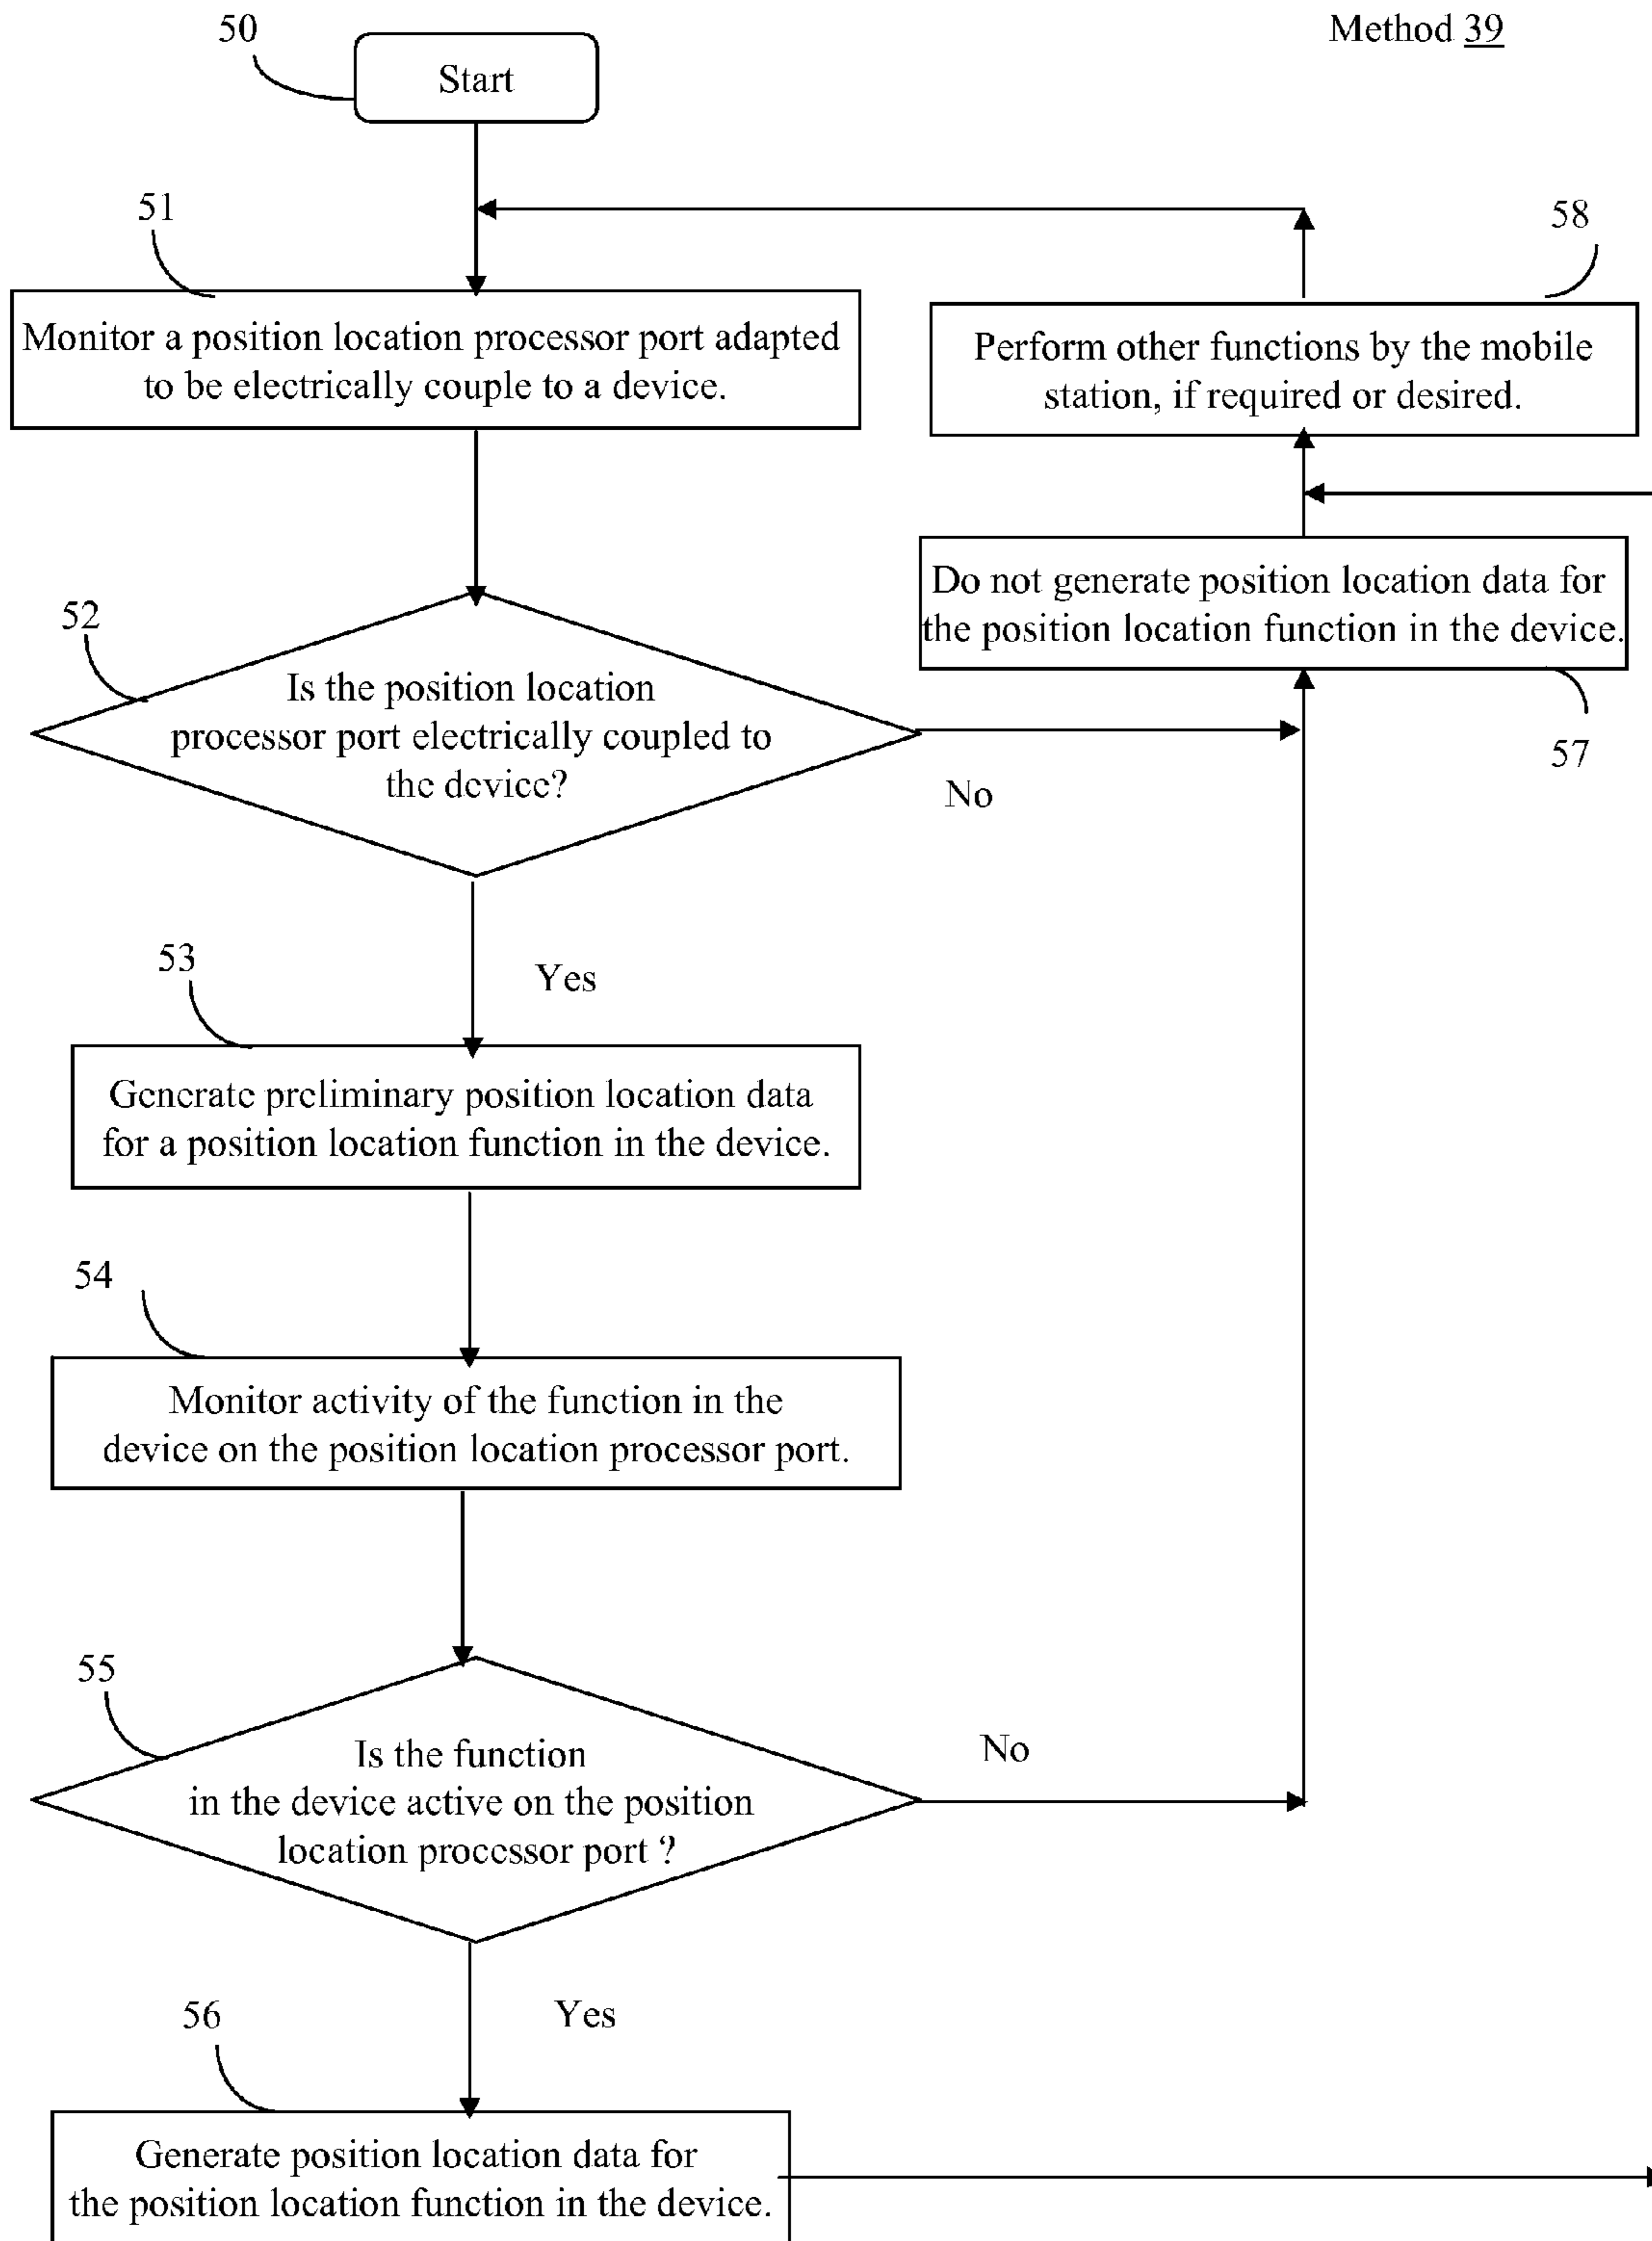 Method 39
50
Start
51
Monitor a position location processor port adapted
to be electrically couple to a device.
58
Perform other functions by the mobile
station, if required or desired.
Do not generate position location data for
the position location function in the device.
57
52
Is the position location
processor port electrically coupled to
the device?
No
Yes
53
Generate preliminary position location data
for a position location function in the device.
54
Monitor activity of the function in the
device on the position location processor port.
55
Is the function
in the device active on the position
location processor port ?
No
Yes
56
Generate position location data for
the position location function in the device.